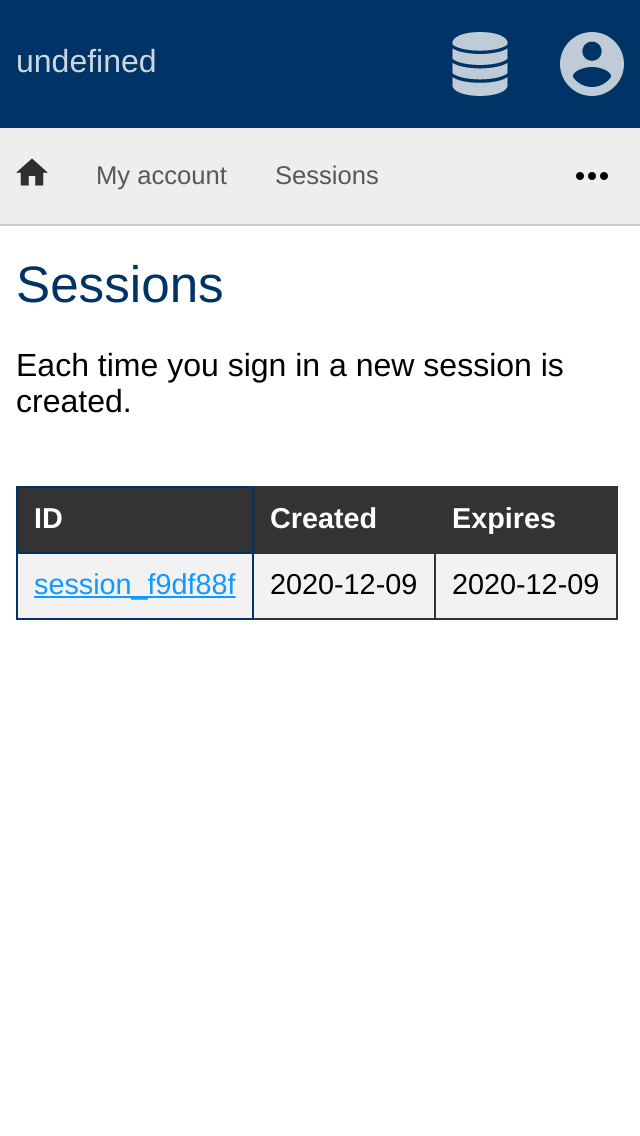 undefined
My account Sessions
Sessions
Each time you sign in a new session is
created.
ID Created Expires
session_f9df88f 2020-12-09 2020-12-09